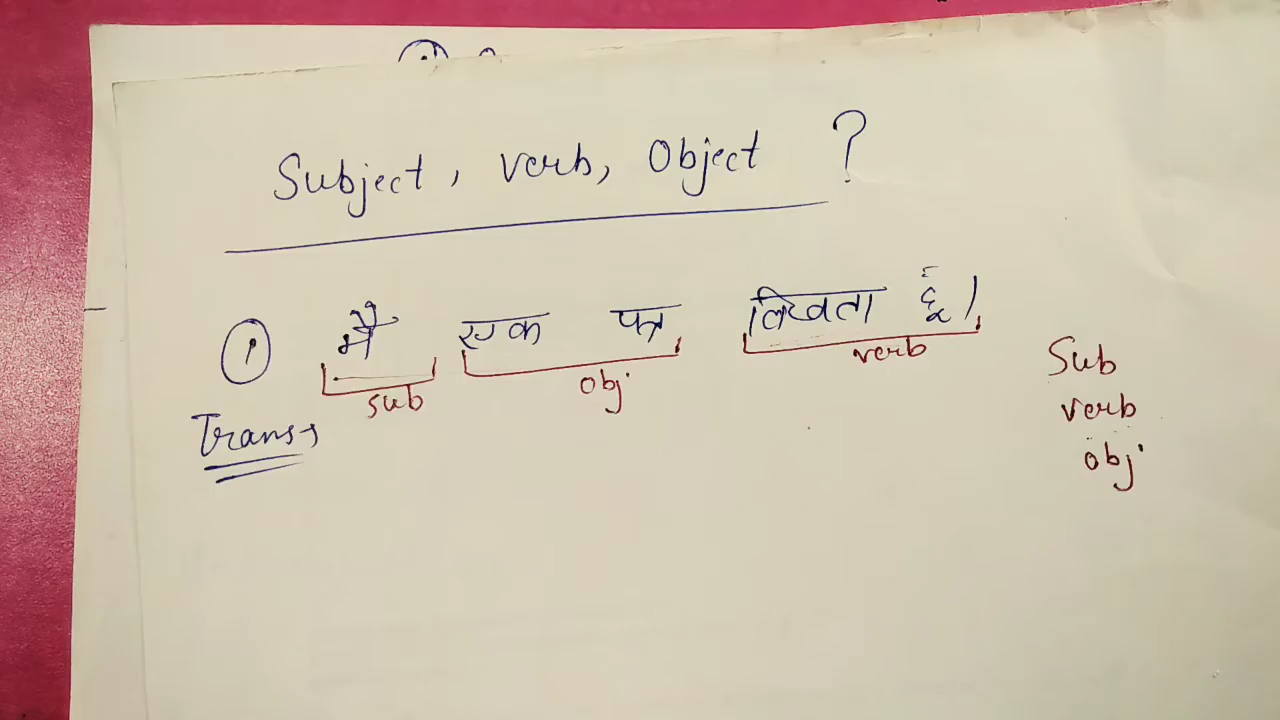 Subject, verb, Object ?
① मै एक पत्र लिखता हूँ।
sub obj verb
Trans →
Sub
verb
obj